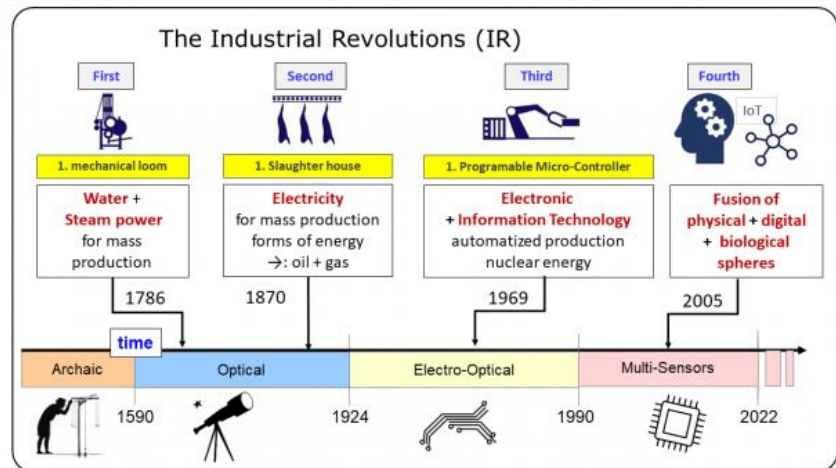 The Industrial Revolutions (IR)
First
Second
Third
Fourth
IoT
1. mechanical loom
1. Slaughter house
1. Programable Micro-Controller
Water +
Steam power
for mass
production
Electricity
for mass production
forms of energy
→: oil + gas
Electronic
+ Information Technology
automatized production
nuclear energy
Fusion of
physical + digital
+ biological
spheres
1786
1870
1969
2005
time
Archaic
Optical
Electro-Optical
Multi-Sensors
1590
1924
1990
2022